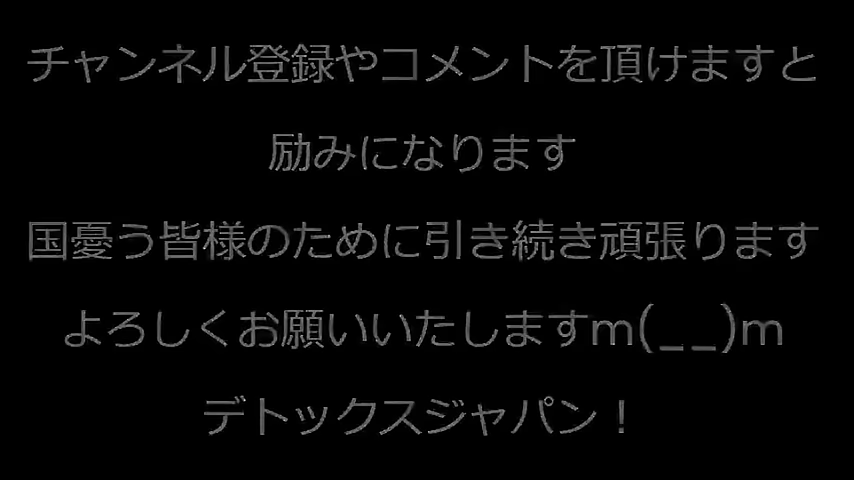 チャンネル登録やコメントを頂けますと
励みになります
国憂う皆様のために引き続き頑張ります
よろしくお願いいたしますm(__)m
デトックスジャパン！